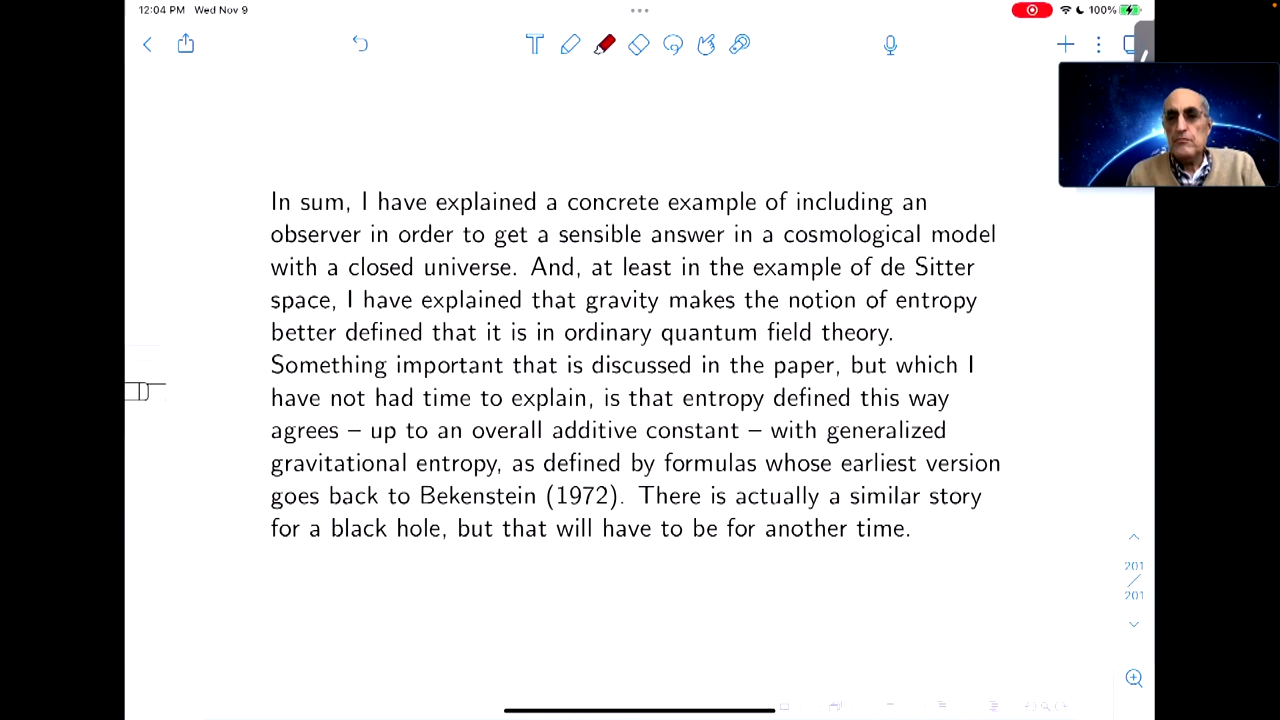 12:04 PM Wed Nov 9
100%
In sum, I have explained a concrete example of including an
observer in order to get a sensible answer in a cosmological model
with a closed universe. And, at least in the example of de Sitter
space, I have explained that gravity makes the notion of entropy
better defined that it is in ordinary quantum field theory.
Something important that is discussed in the paper, but which I
have not had time to explain, is that entropy defined this way
agrees – up to an overall additive constant – with generalized
gravitational entropy, as defined by formulas whose earliest version
goes back to Bekenstein (1972). There is actually a similar story
for a black hole, but that will have to be for another time.
201
201